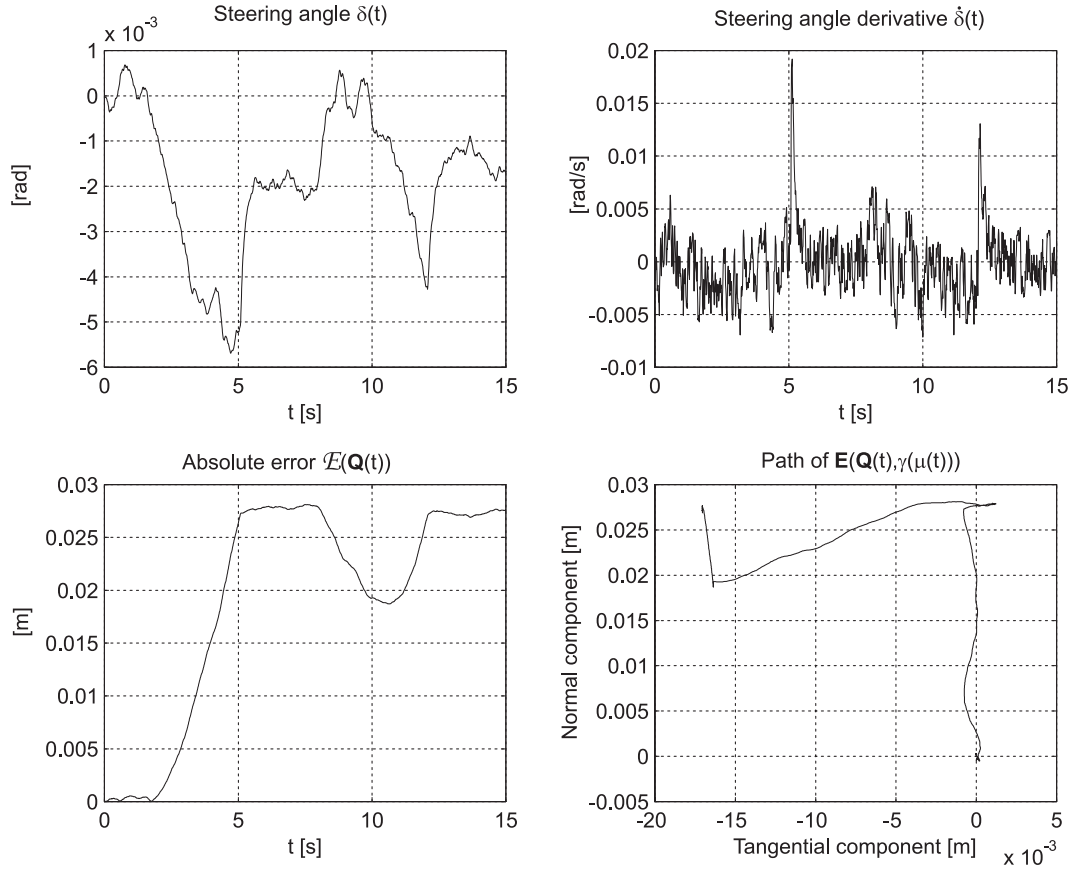 Steering angle δ(t)
x 10⁻³
1
0
-1
-2
-3
-4
-5
-6
[rad]
0 5 10 15
t [s]
Steering angle derivative δ̇(t)
0.02
0.015
0.01
0.005
0
-0.005
-0.01
[rad/s]
0 5 10 15
t [s]
Absolute error ℰ(Q(t))
0.03
0.025
0.02
0.015
0.01
0.005
0
[m]
0 5 10 15
t [s]
Path of E(Q(t),γ(μ(t)))
0.03
0.025
0.02
0.015
0.01
0.005
0
-0.005
Normal component [m]
-20 -15 -10 -5 0 5
Tangential component [m]
x 10⁻³